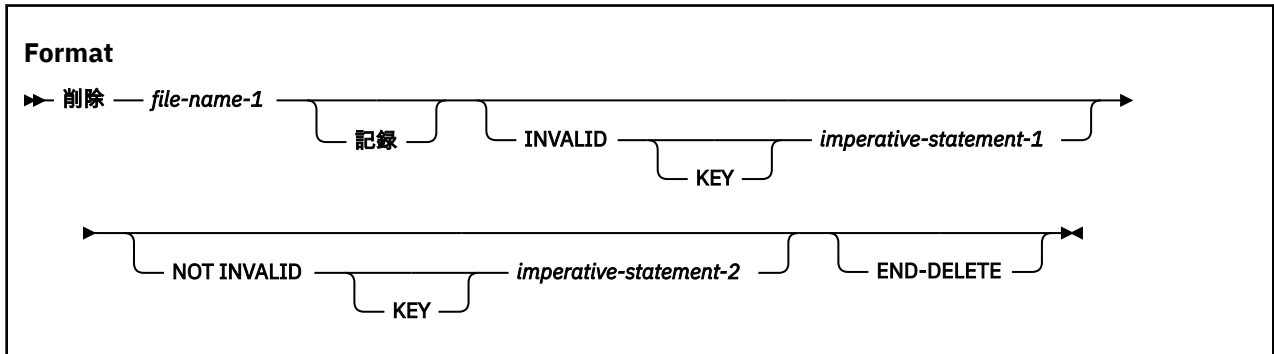 Format
削除 file-name-1
記録
INVALID imperative-statement-1
KEY
NOT INVALID imperative-statement-2 END-DELETE
KEY